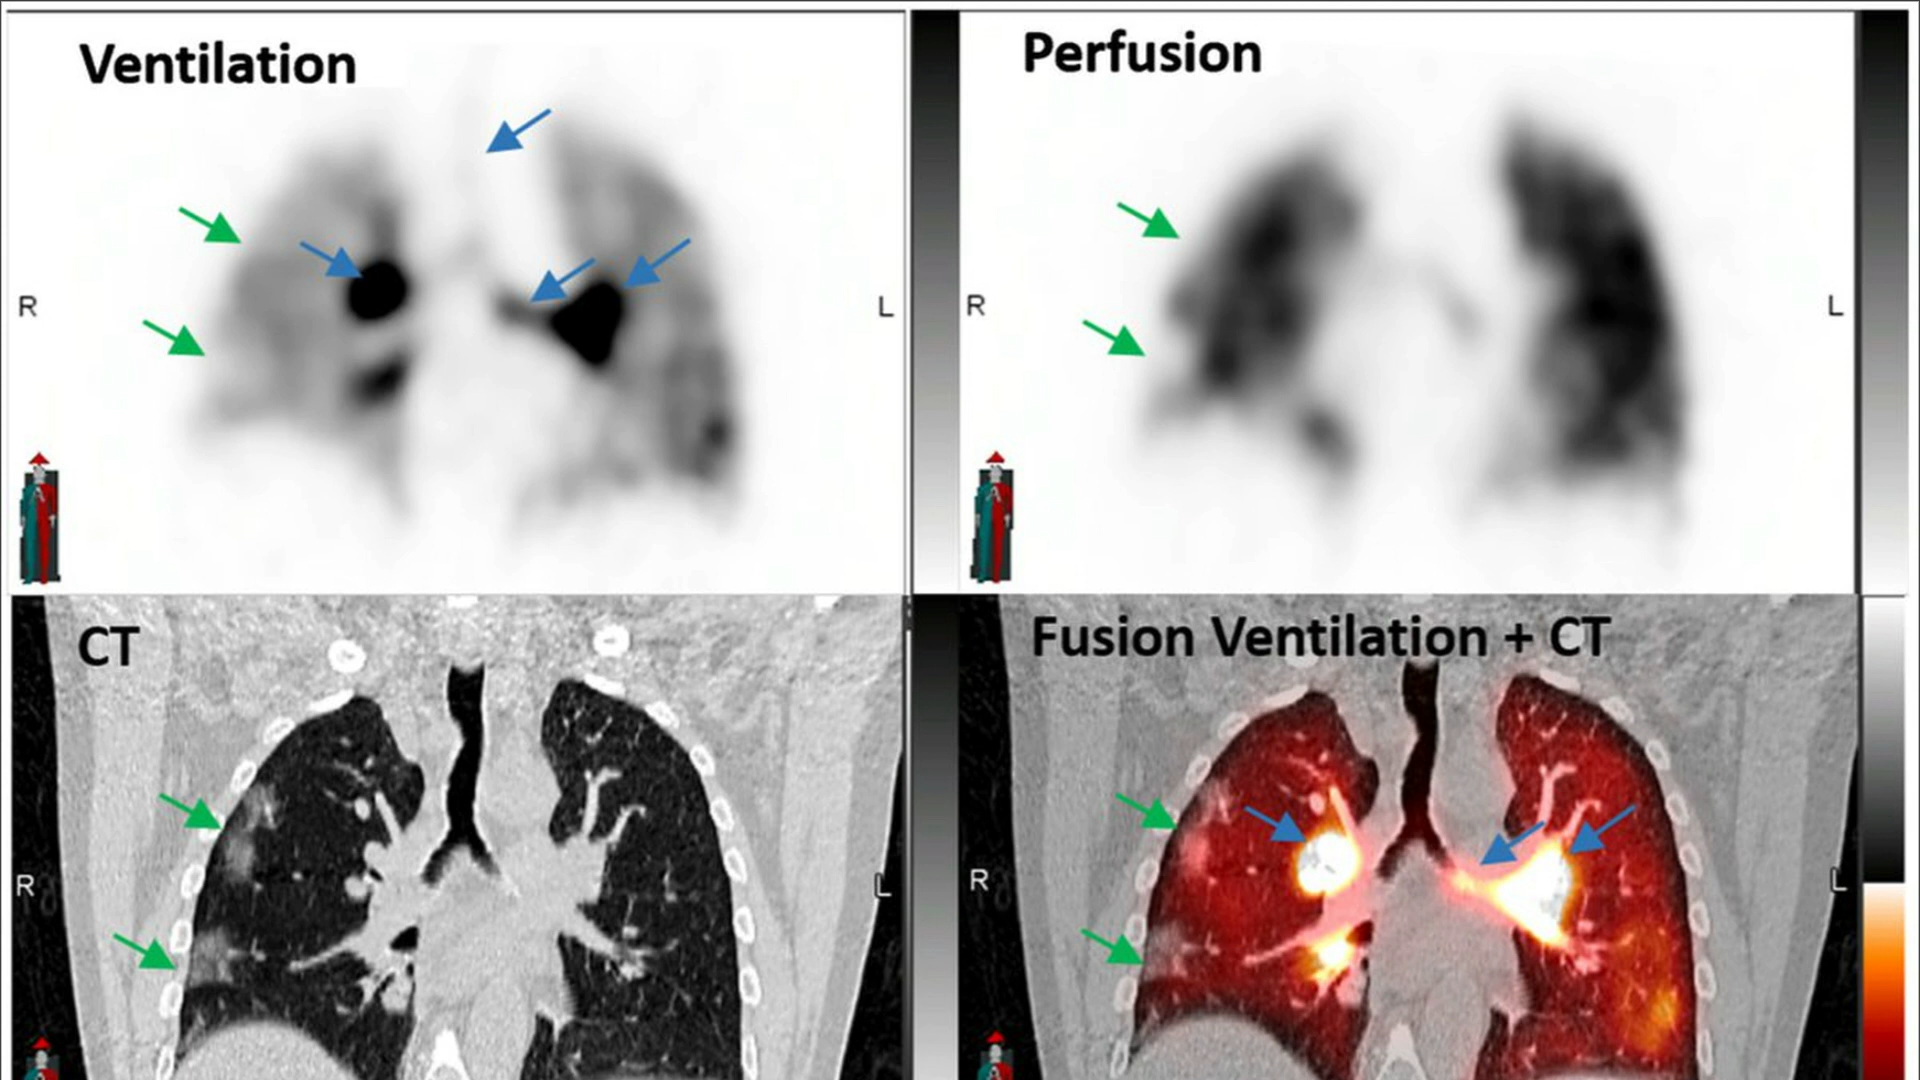 Ventilation
Perfusion
R
L
R
L
CT
Fusion Ventilation + CT
R
L
R
L